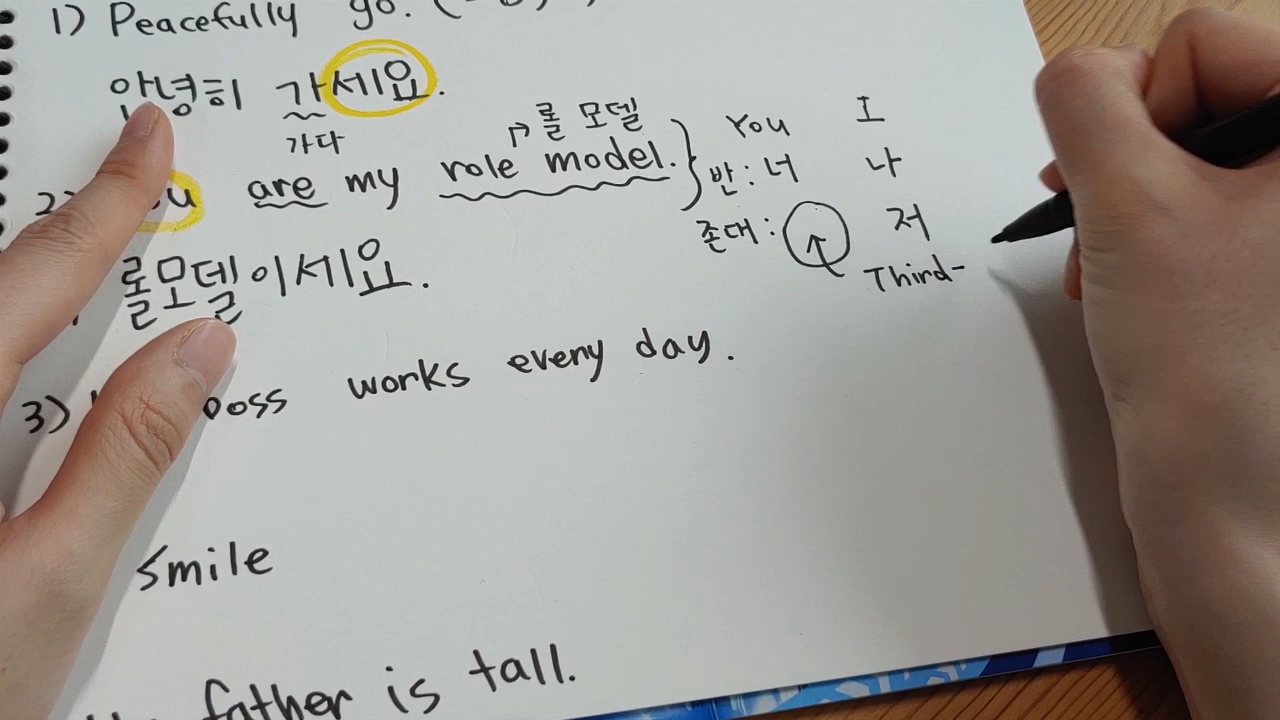 1) Peacefully go.
안녕히 가세요.
가다
롤 모델
are my role model.
You I
반: 너 나
존대: 저
Third-
롤모델이세요.
3) boss works every day.
smile
father is tall.